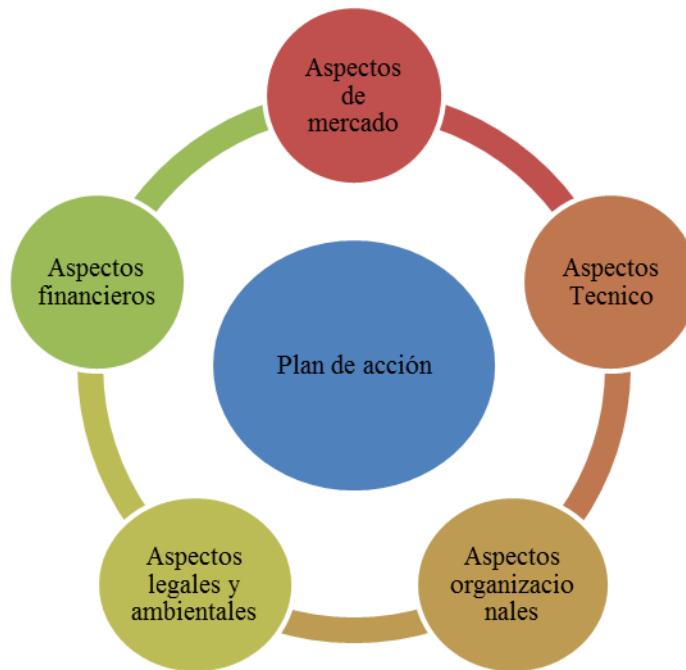 Aspectos
de
mercado
Aspectos
Tecnico
Aspectos
organizacio
nales
Aspectos
legales y
ambientales
Aspectos
financieros
Plan de acción